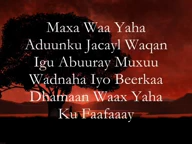 Maxa Waa Yaha
Aduunku Jacayl Waqan
Igu Abuuray Muxuu
Wadnaha Iyo Beerkaa
Dhamaan Waax Yaha
Ku Faafaaay